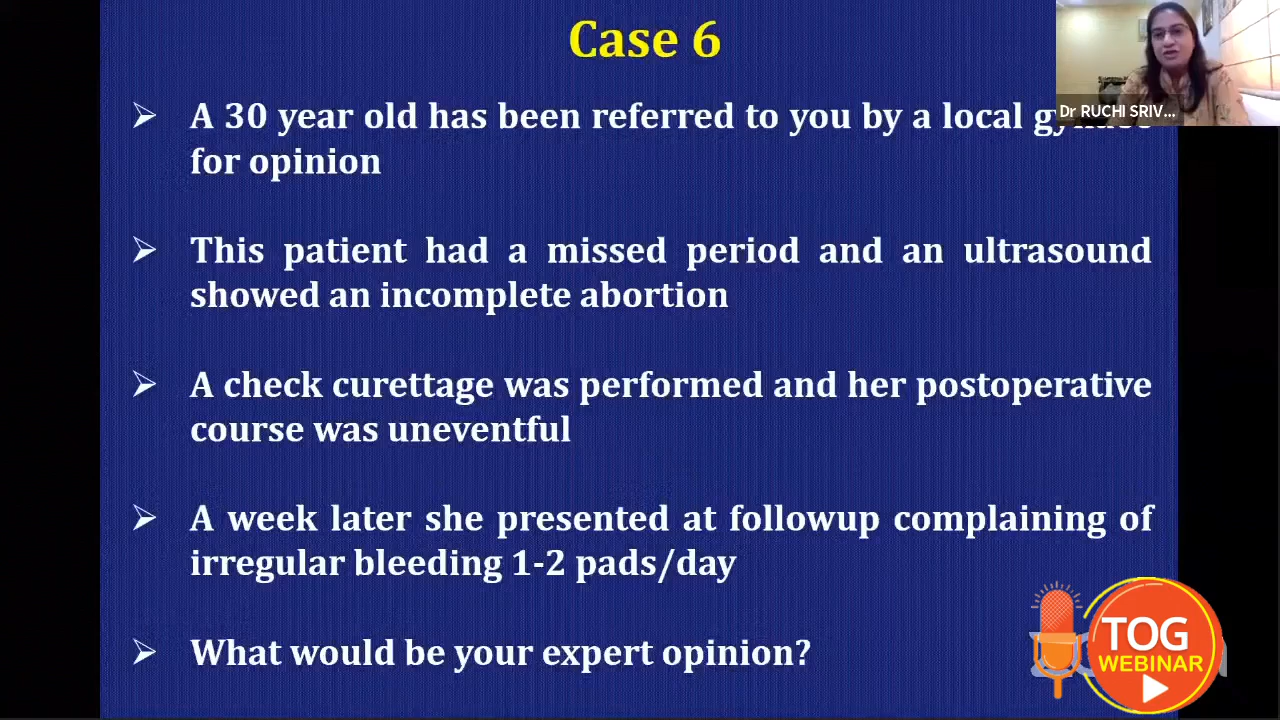 Case 6
Dr RUCHI SRIV...
A 30 year old has been referred to you by a local
for opinion
This patient had a missed period and an ultrasound
showed an incomplete abortion
A check curettage was performed and her postoperative
course was uneventful
A week later she presented at followup complaining of
irregular bleeding 1-2 pads/day
What would be your expert opinion?
TOG
WEBINAR